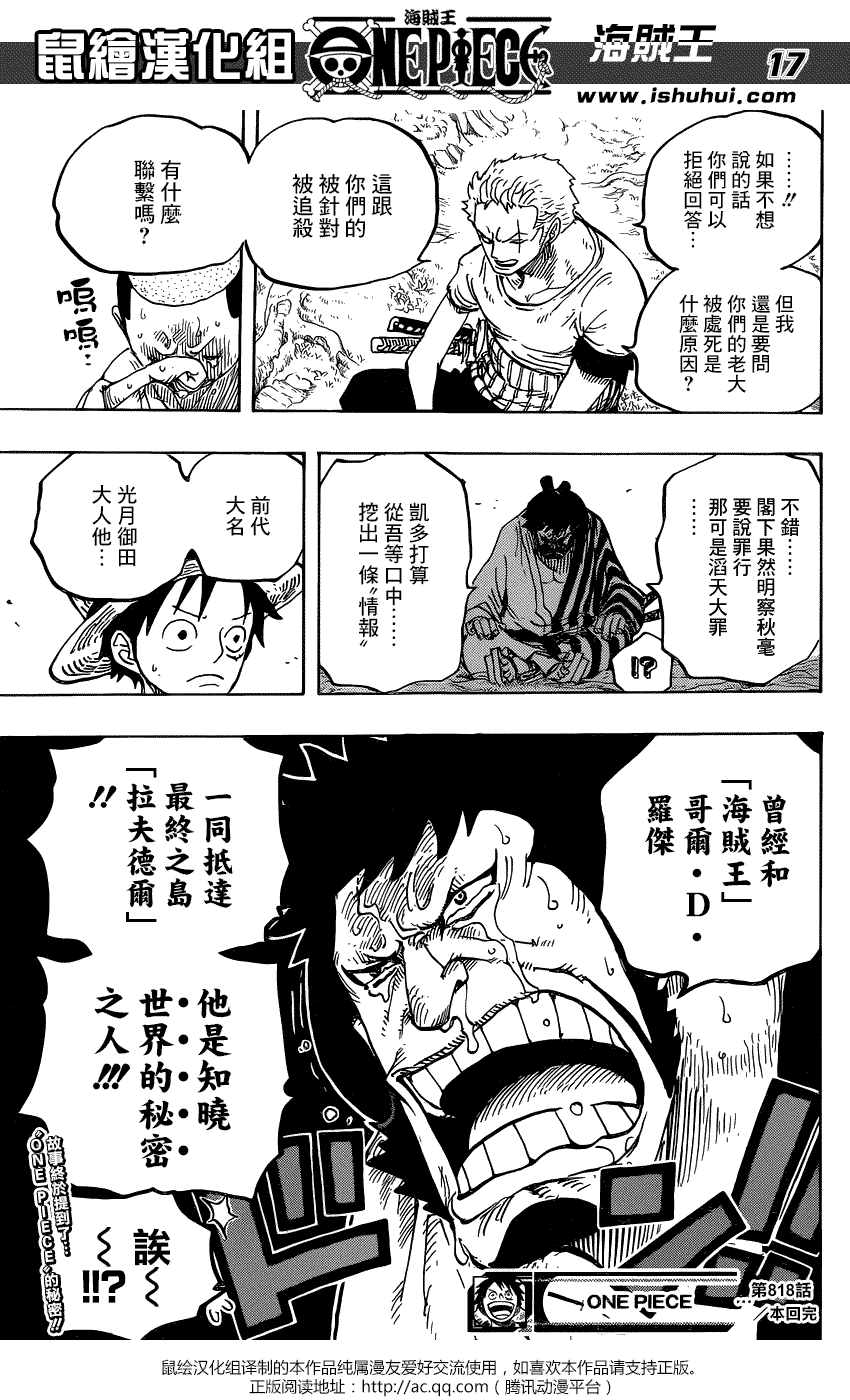 鼠繪漢化組
海賊王
ONE PIECE
海賊王
17
www.ishuhui.com
……!!
如果不想
說的話
你們可以
拒絕回答…
但我
還是要問
你們的老大
被處死是
什麼原因？
這跟
你們的
被針對
被追殺
有什麼
聯繫嗎？
嗚
嗚…
不錯……
閣下果然明察秋毫
要說罪行
那可是滔天大罪
……
!?
凱多打算
從吾等口中……
挖出一條〝情報〞
前代
大名
光月御田
大人他…
曾經和
「海賊王」
哥爾・D・
羅傑
一同抵達
最終之島
「拉夫德爾」
!!
他是知曉
世界的秘密
之人!!!
誒～
～!!?
ドドン
故事終於提到了…
〝ONE PIECE〞的秘密!!
ONE PIECE
…第818話
／本回完
鼠绘汉化组译制的本作品纯属漫友爱好交流使用，如喜欢本作品请支持正版。
正版阅读地址：http://ac.qq.com（腾讯动漫平台）